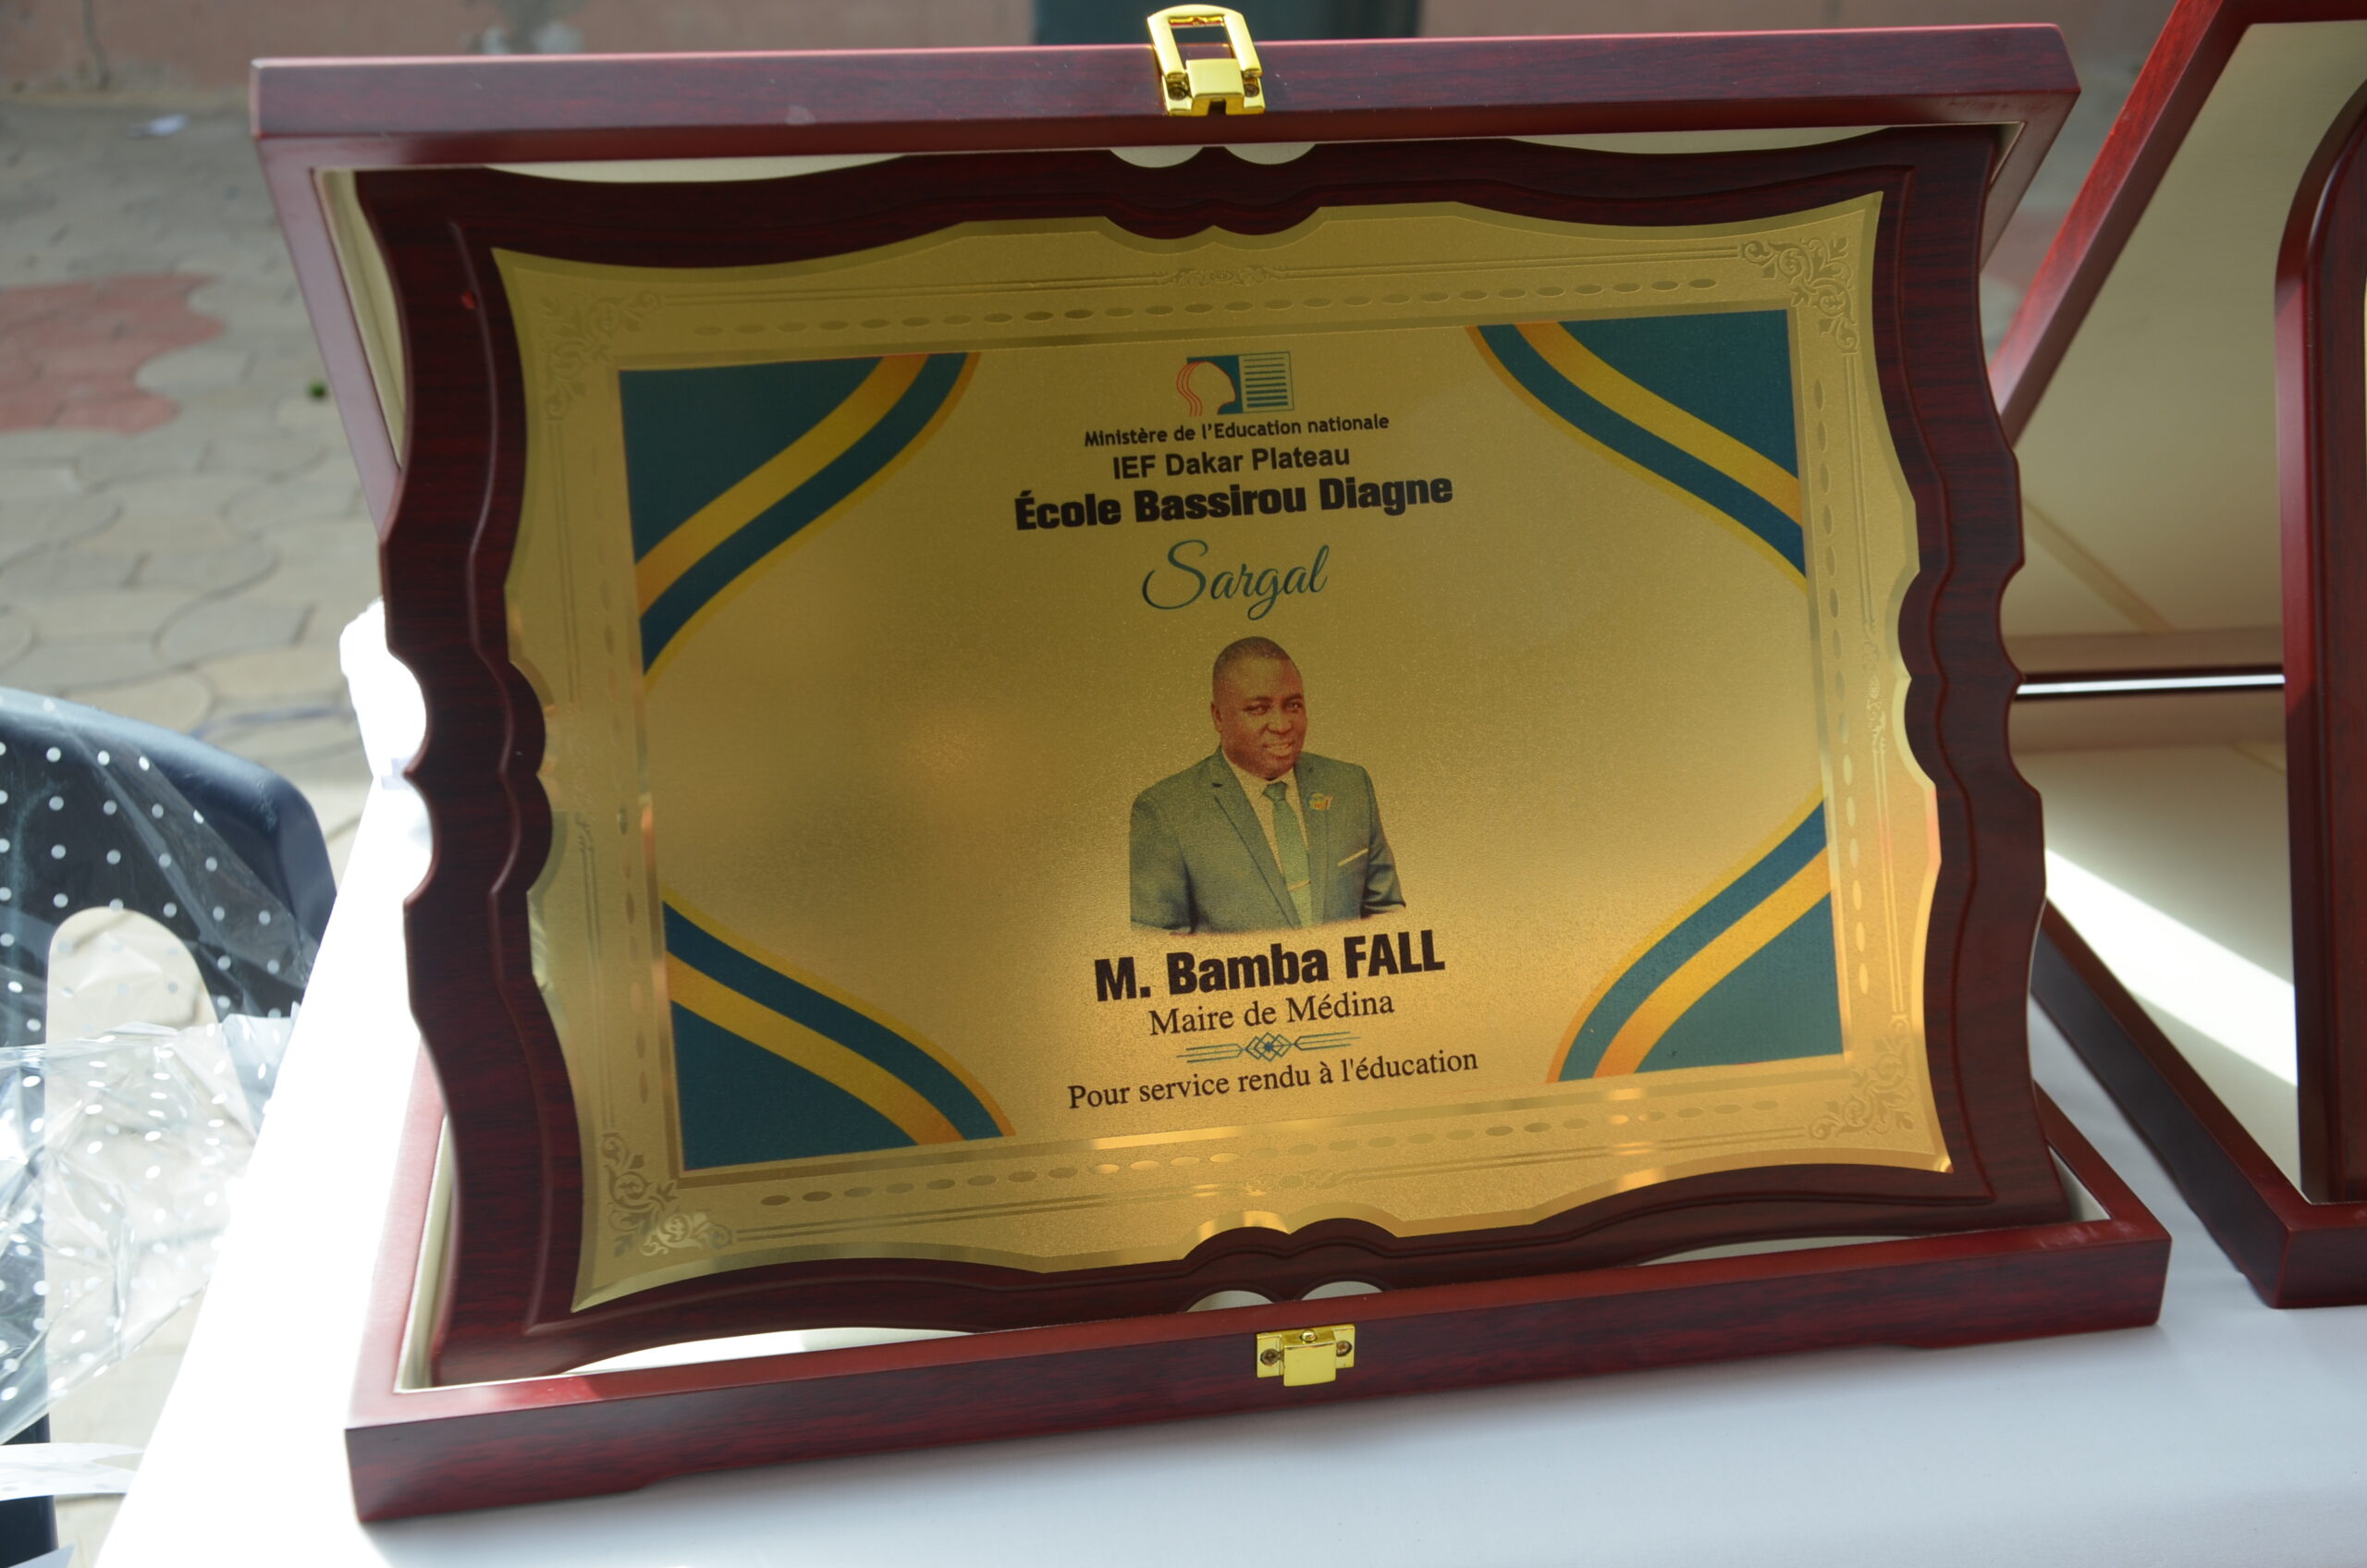 Ministère de l'Education nationale
IEF Dakar Plateau
École Bassirou Diagne
Sargal
M. Bamba FALL
Maire de Médina
Pour service rendu à l'éducation